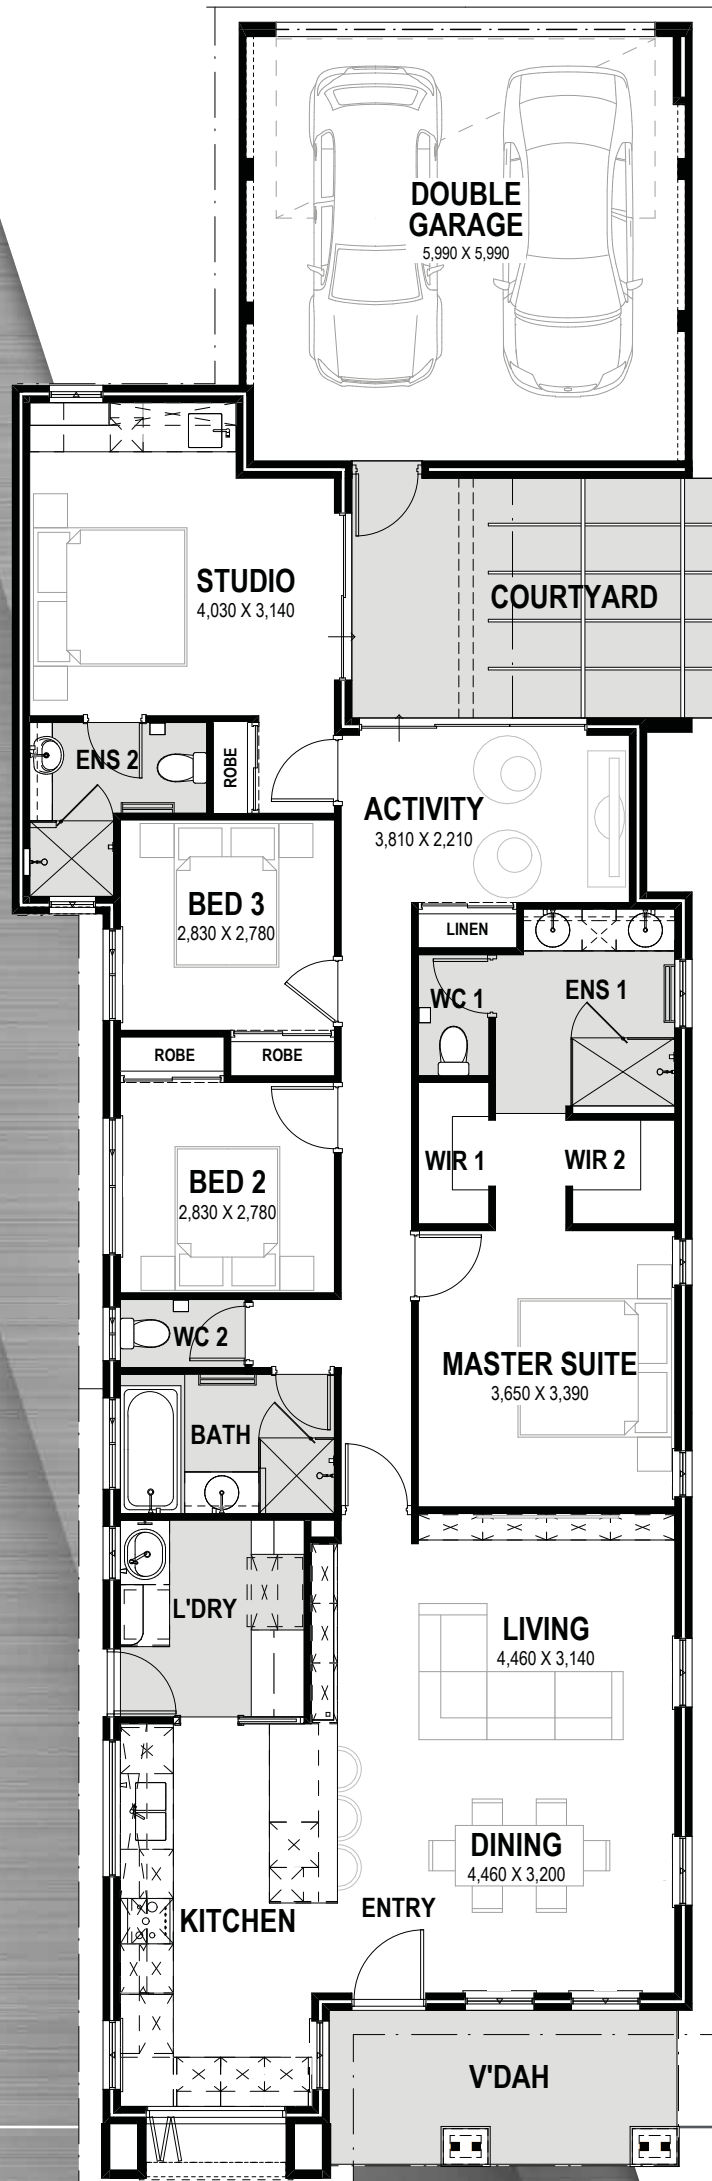 DOUBLE
GARAGE
5,990 X 5,990
STUDIO
4,030 X 3,140
COURTYARD
ENS 2
ROBE
ACTIVITY
3,810 X 2,210
BED 3
2,830 X 2,780
LINEN
WC 1
ENS 1
ROBE
ROBE
WIR 1
WIR 2
BED 2
2,830 X 2,780
WC 2
MASTER SUITE
3,650 X 3,390
BATH
L'DRY
LIVING
4,460 X 3,140
DINING
4,460 X 3,200
ENTRY
KITCHEN
V'DAH